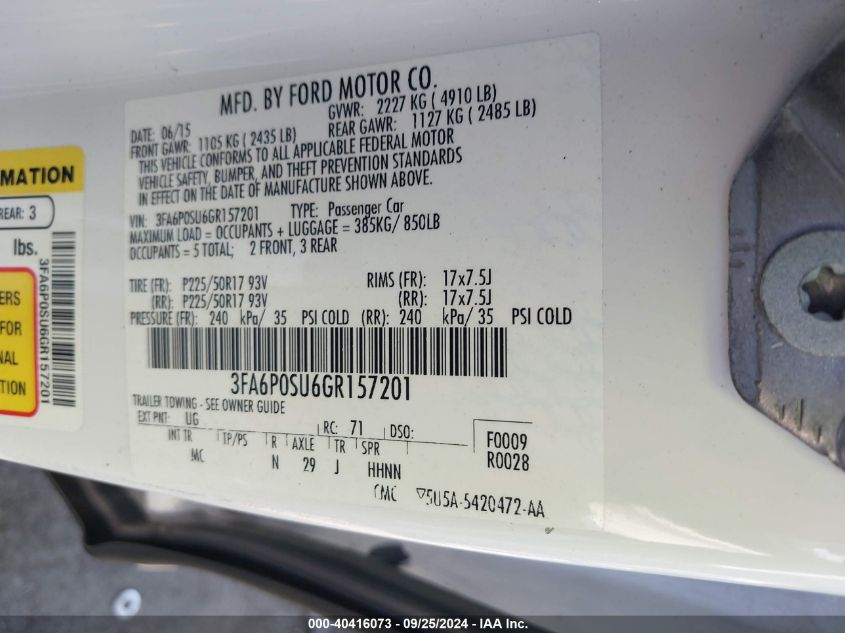 MFD. BY FORD MOTOR CO.
DATE: 06/15 GVWR: 2227 KG ( 4910 LB)
FRONT GAWR: 1105 KG ( 2435 LB) REAR GAWR: 1127 KG ( 2485 LB)
THIS VEHICLE CONFORMS TO ALL APPLICABLE FEDERAL MOTOR
VEHICLE SAFETY, BUMPER, AND THEFT PREVENTION STANDARDS
IN EFFECT ON THE DATE OF MANUFACTURE SHOWN ABOVE.
VIN: 3FA6P0SU6GR157201 TYPE: Passenger Car
MAXIMUM LOAD = OCCUPANTS + LUGGAGE = 385KG/ 850LB
OCCUPANTS = 5 TOTAL; 2 FRONT, 3 REAR
TIRE (FR): P225/50R17 93V RIMS (FR): 17x7.5J
(RR): P225/50R17 93V (RR): 17x7.5J
PRESSURE (FR): 240 kPa/ 35 PSI COLD (RR): 240 kPa/ 35 PSI COLD
3FA6P0SU6GR157201
TRAILER TOWING - SEE OWNER GUIDE
EXT PNT: UG RC: 71 DSO:
INT TR TP/PS R AXLE TR SPR F0009
MC N 29 J HHNN R0028
CMC 5U5A-5420472-AA
MATION
REAR: 3
lbs.
ERS
FOR
NAL
3FA6P0SU6GR157201
000-40416073 - 09/25/2024 - IAA Inc.